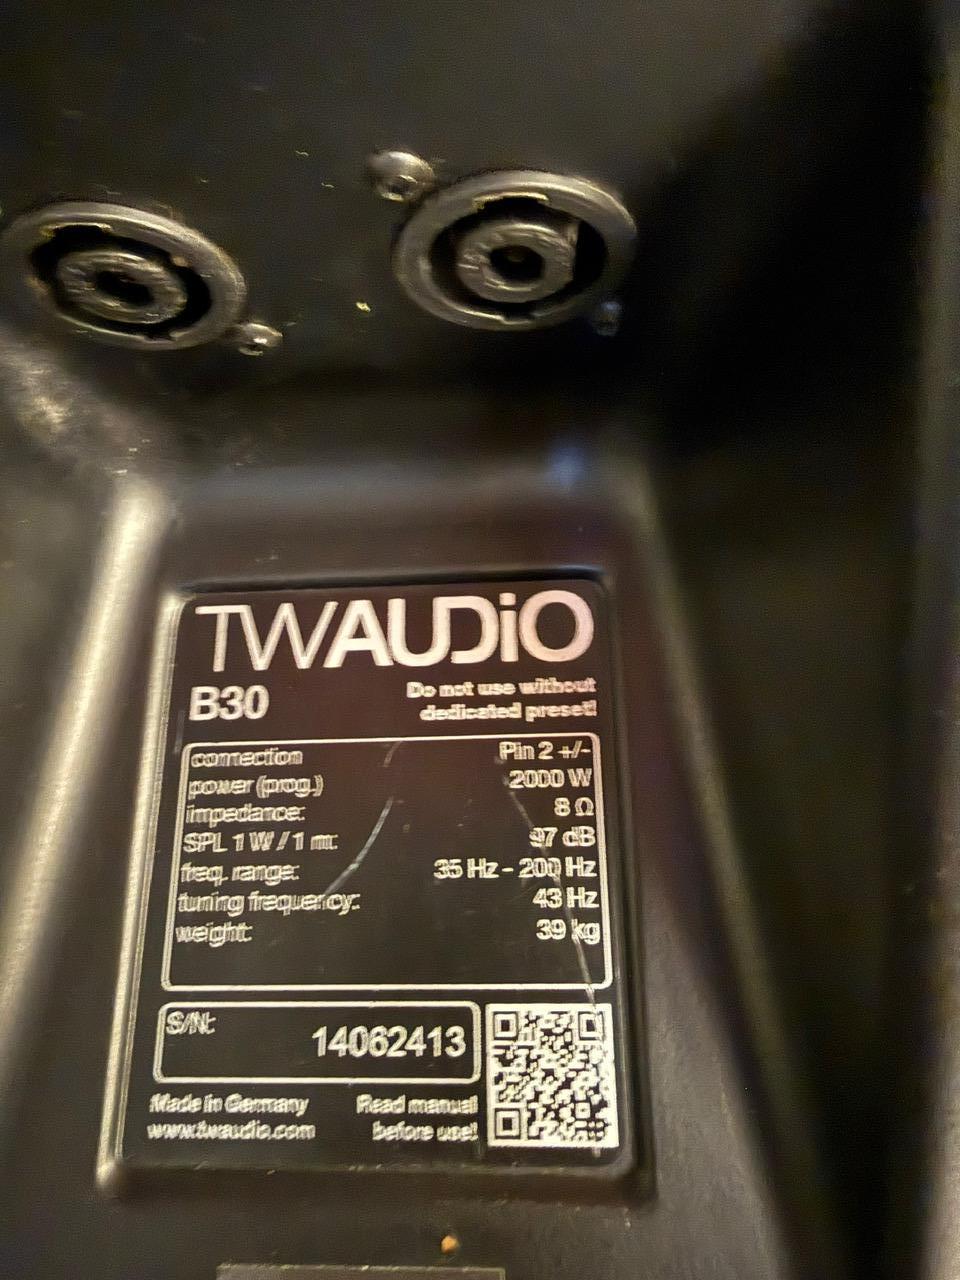 TWAUDiO
B30
Do not use without
dedicated preset!
connection Pin 2 +/-
power (prog.) 2000 W
impedance: 8 Ω
SPL 1 W / 1 m: 97 dB
freq. range: 35 Hz - 200 Hz
tuning frequency: 43 Hz
weight: 39 kg
S/N: 14062413
Made in Germany
www.twaudio.com
Read manual
before use!